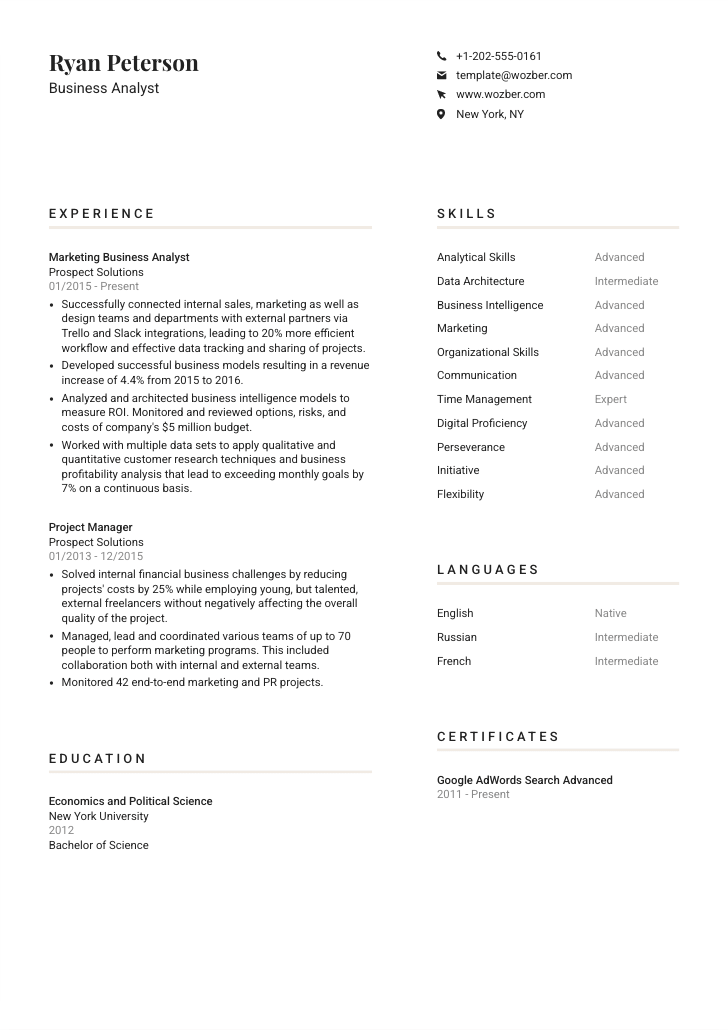 Ryan Peterson
Business Analyst
+1-202-555-0161
template@wozber.com
www.wozber.com
New York, NY
EXPERIENCE
Marketing Business Analyst
Prospect Solutions
01/2015 - Present
• Successfully connected internal sales, marketing as well as
design teams and departments with external partners via
Trello and Slack integrations, leading to 20% more efficient
workflow and effective data tracking and sharing of projects.
• Developed successful business models resulting in a revenue
increase of 4.4% from 2015 to 2016.
• Analyzed and architected business intelligence models to
measure ROI. Monitored and reviewed options, risks, and
costs of company's $5 million budget.
• Worked with multiple data sets to apply qualitative and
quantitative customer research techniques and business
profitability analysis that lead to exceeding monthly goals by
7% on a continuous basis.
Project Manager
Prospect Solutions
01/2013 - 12/2015
• Solved internal financial business challenges by reducing
projects' costs by 25% while employing young, but talented,
external freelancers without negatively affecting the overall
quality of the project.
• Managed, lead and coordinated various teams of up to 70
people to perform marketing programs. This included
collaboration both with internal and external teams.
• Monitored 42 end-to-end marketing and PR projects.
EDUCATION
Economics and Political Science
New York University
2012
Bachelor of Science
SKILLS
Analytical Skills Advanced
Data Architecture Intermediate
Business Intelligence Advanced
Marketing Advanced
Organizational Skills Advanced
Communication Advanced
Time Management Expert
Digital Proficiency Advanced
Perseverance Advanced
Initiative Advanced
Flexibility Advanced
LANGUAGES
English Native
Russian Intermediate
French Intermediate
CERTIFICATES
Google AdWords Search Advanced
2011 - Present